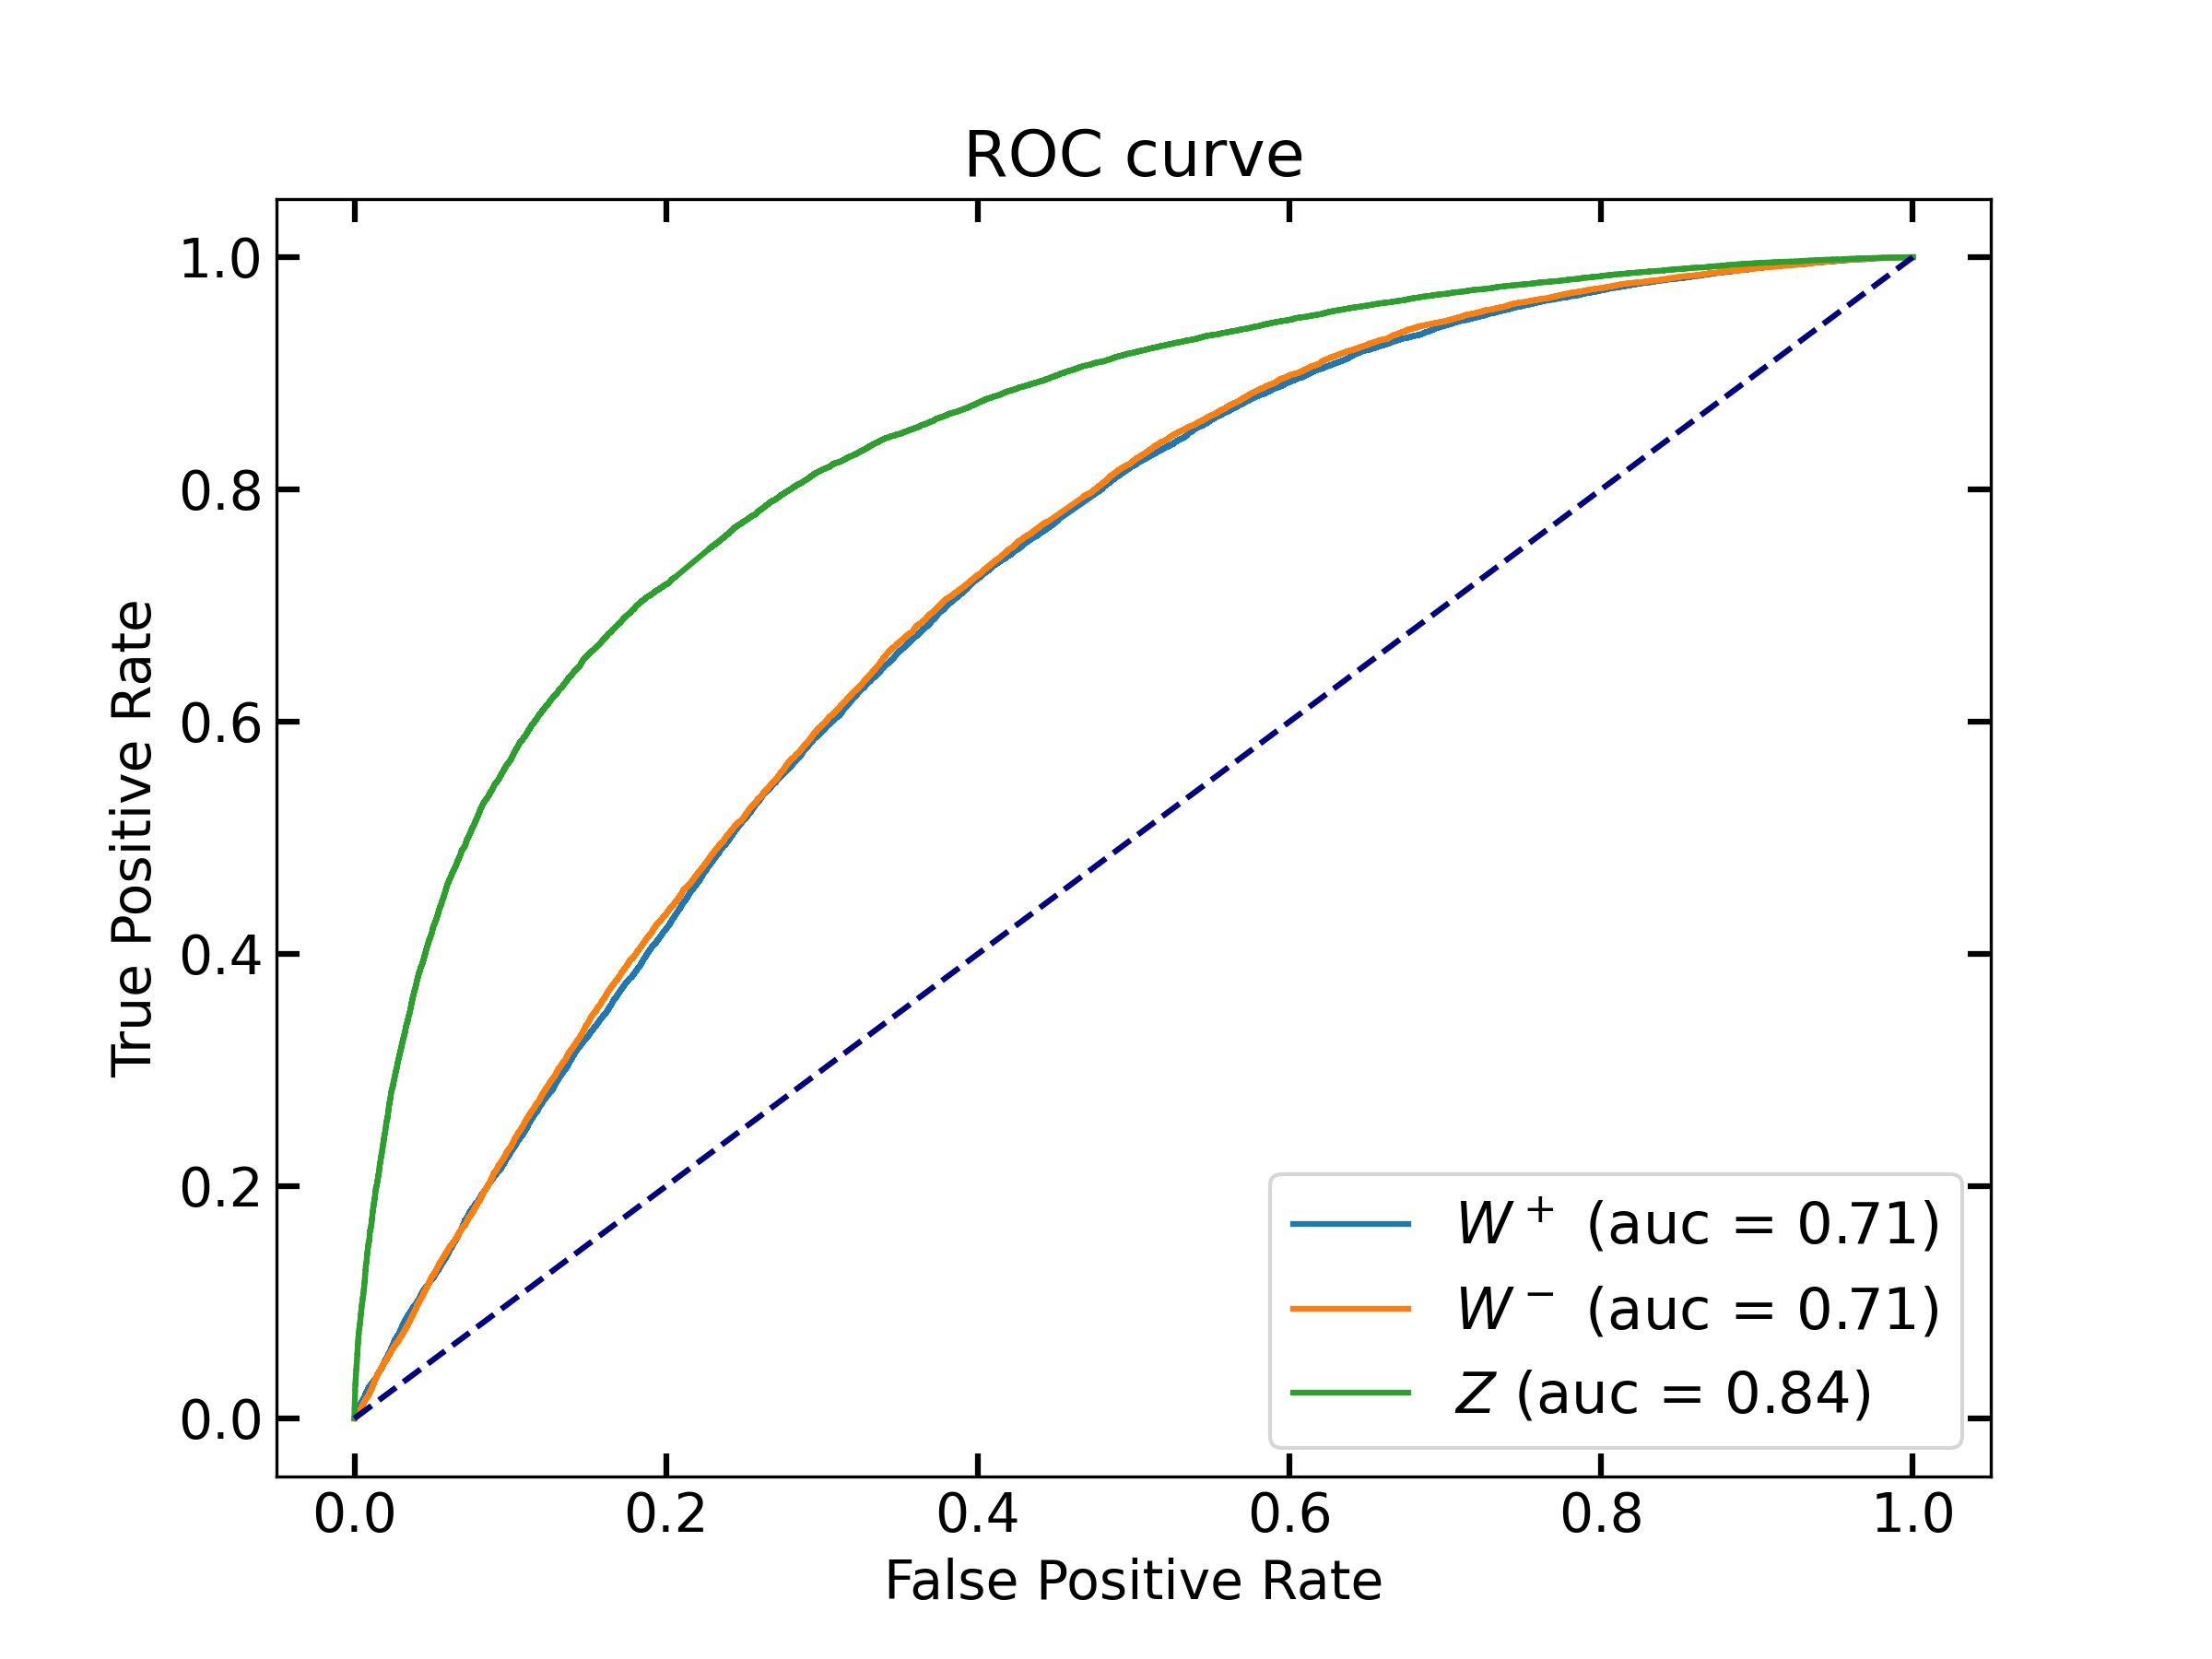 ROC curve
True Positive Rate
1.0
0.8
0.6
0.4
0.2
0.0
W⁺ (auc = 0.71)
W⁻ (auc = 0.71)
Z (auc = 0.84)
0.0 0.2 0.4 0.6 0.8 1.0
False Positive Rate